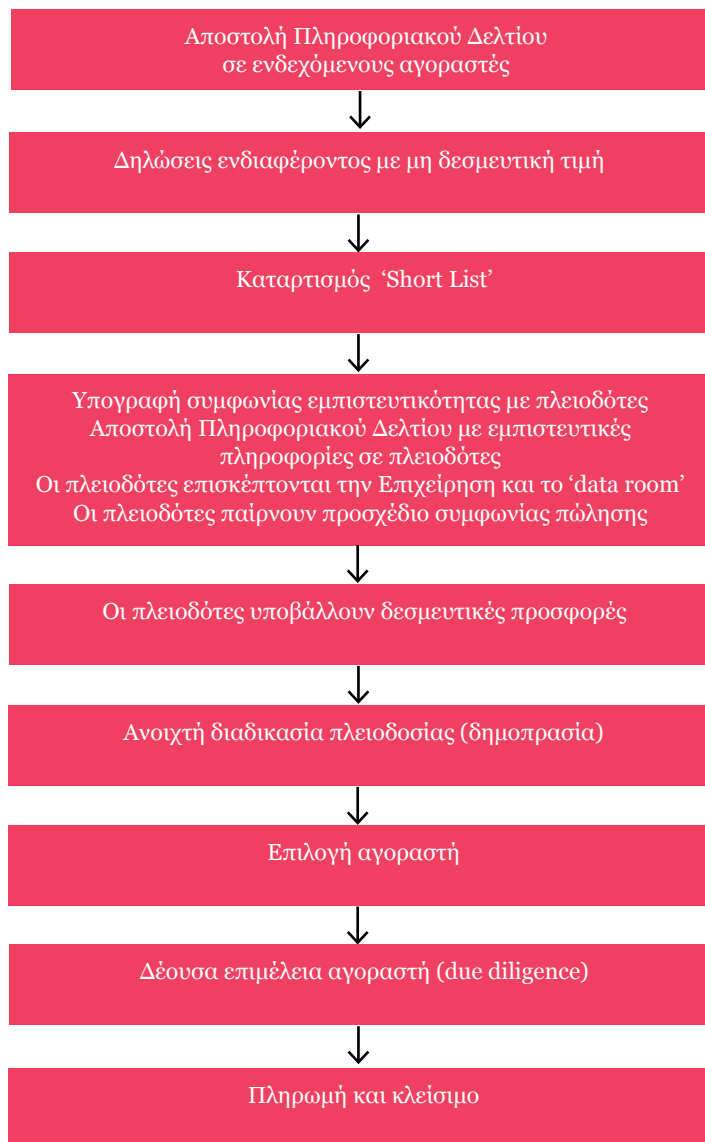 Αποστολή Πληροφοριακού Δελτίου
σε ενδεχόμενους αγοραστές
Δηλώσεις ενδιαφέροντος με μη δεσμευτική τιμή
Καταρτισμός ‘Short List’
Υπογραφή συμφωνίας εμπιστευτικότητας με πλειοδότες
Αποστολή Πληροφοριακού Δελτίου με εμπιστευτικές
πληροφορίες σε πλειοδότες
Οι πλειοδότες επισκέπτονται την Επιχείρηση και το ‘data room’
Οι πλειοδότες παίρνουν προσχέδιο συμφωνίας πώλησης
Οι πλειοδότες υποβάλλουν δεσμευτικές προσφορές
Ανοιχτή διαδικασία πλειοδοσίας (δημοπρασία)
Επιλογή αγοραστή
Δέουσα επιμέλεια αγοραστή (due diligence)
Πληρωμή και κλείσιμο